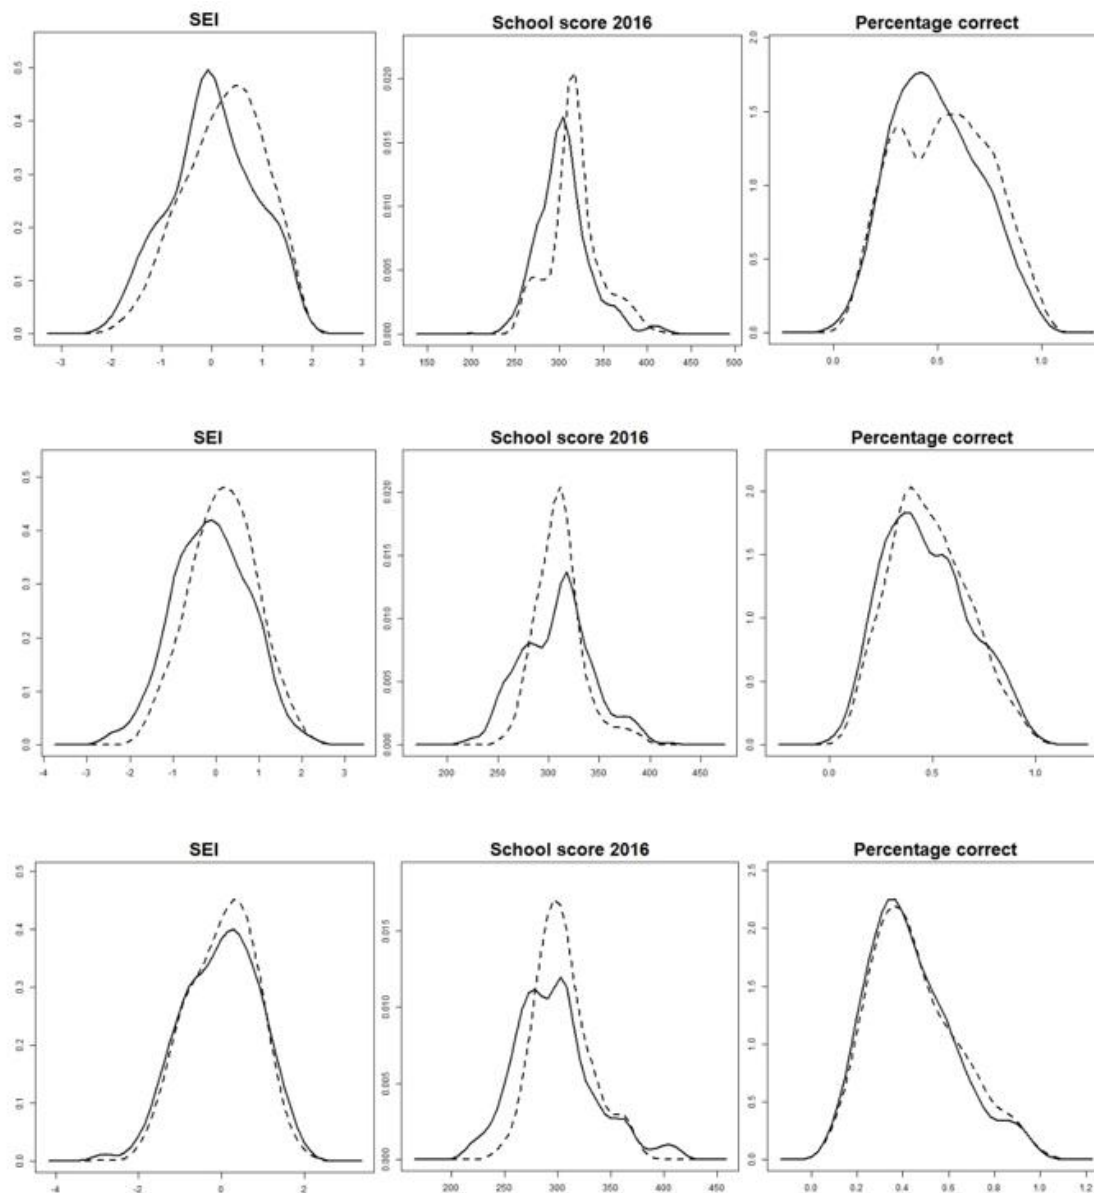 SEI
School score 2016
Percentage correct
0.0 0.1 0.2 0.3 0.4 0.5
-3 -2 -1 0 1 2 3
0.000 0.005 0.010 0.015 0.020
150 200 250 300 350 400 450 500
0.0 0.5 1.0 1.5 2.0
0.0 0.5 1.0
SEI
School score 2016
Percentage correct
0.0 0.1 0.2 0.3 0.4 0.5
-4 -3 -2 -1 0 1 2 3
0.000 0.005 0.010 0.015 0.020
200 250 300 350 400 450
0.0 0.5 1.0 1.5 2.0
0.0 0.5 1.0
SEI
School score 2016
Percentage correct
0.0 0.1 0.2 0.3 0.4 0.5
-4 -2 0 2
0.000 0.005 0.010 0.015
200 250 300 350 400 450
0.0 0.5 1.0 1.5 2.0 2.5
0.0 0.2 0.4 0.6 0.8 1.0 1.2